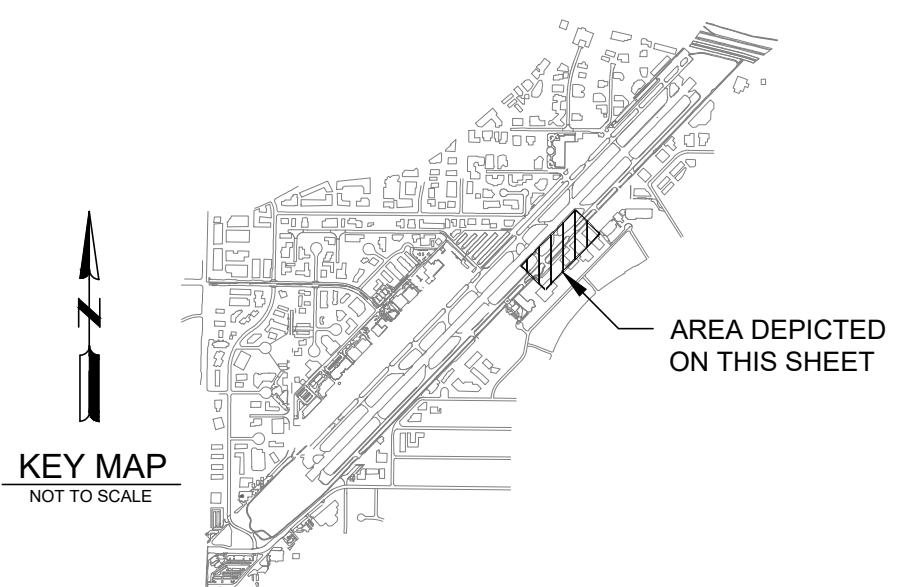 N
KEY MAP
NOT TO SCALE
AREA DEPICTED
ON THIS SHEET